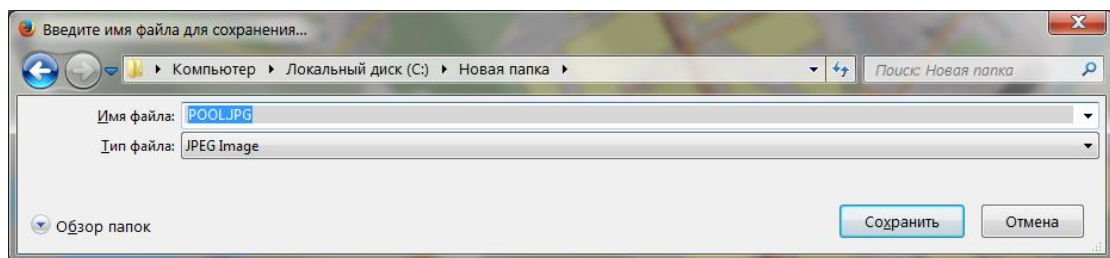 Введите имя файла для сохранения...
Компьютер Локальный диск (C:) Новая папка Поиск: Новая папка
Имя файла: POOL.JPG
Тип файла: JPEG Image
Обзор папок Сохранить Отмена